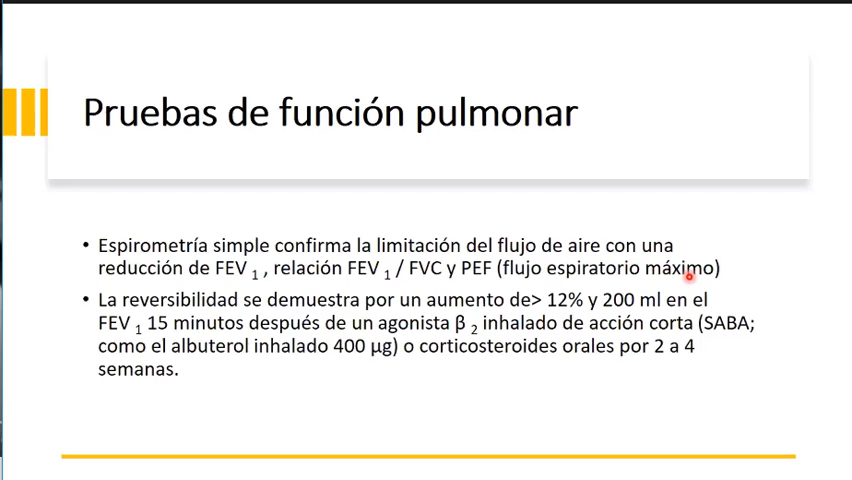 Pruebas de función pulmonar
• Espirometría simple confirma la limitación del flujo de aire con una
reducción de FEV 1 , relación FEV 1 / FVC y PEF (flujo espiratorio máximo)
• La reversibilidad se demuestra por un aumento de> 12% y 200 ml en el
FEV 1 15 minutos después de un agonista β 2 inhalado de acción corta (SABA;
como el albuterol inhalado 400 μg) o corticosteroides orales por 2 a 4
semanas.